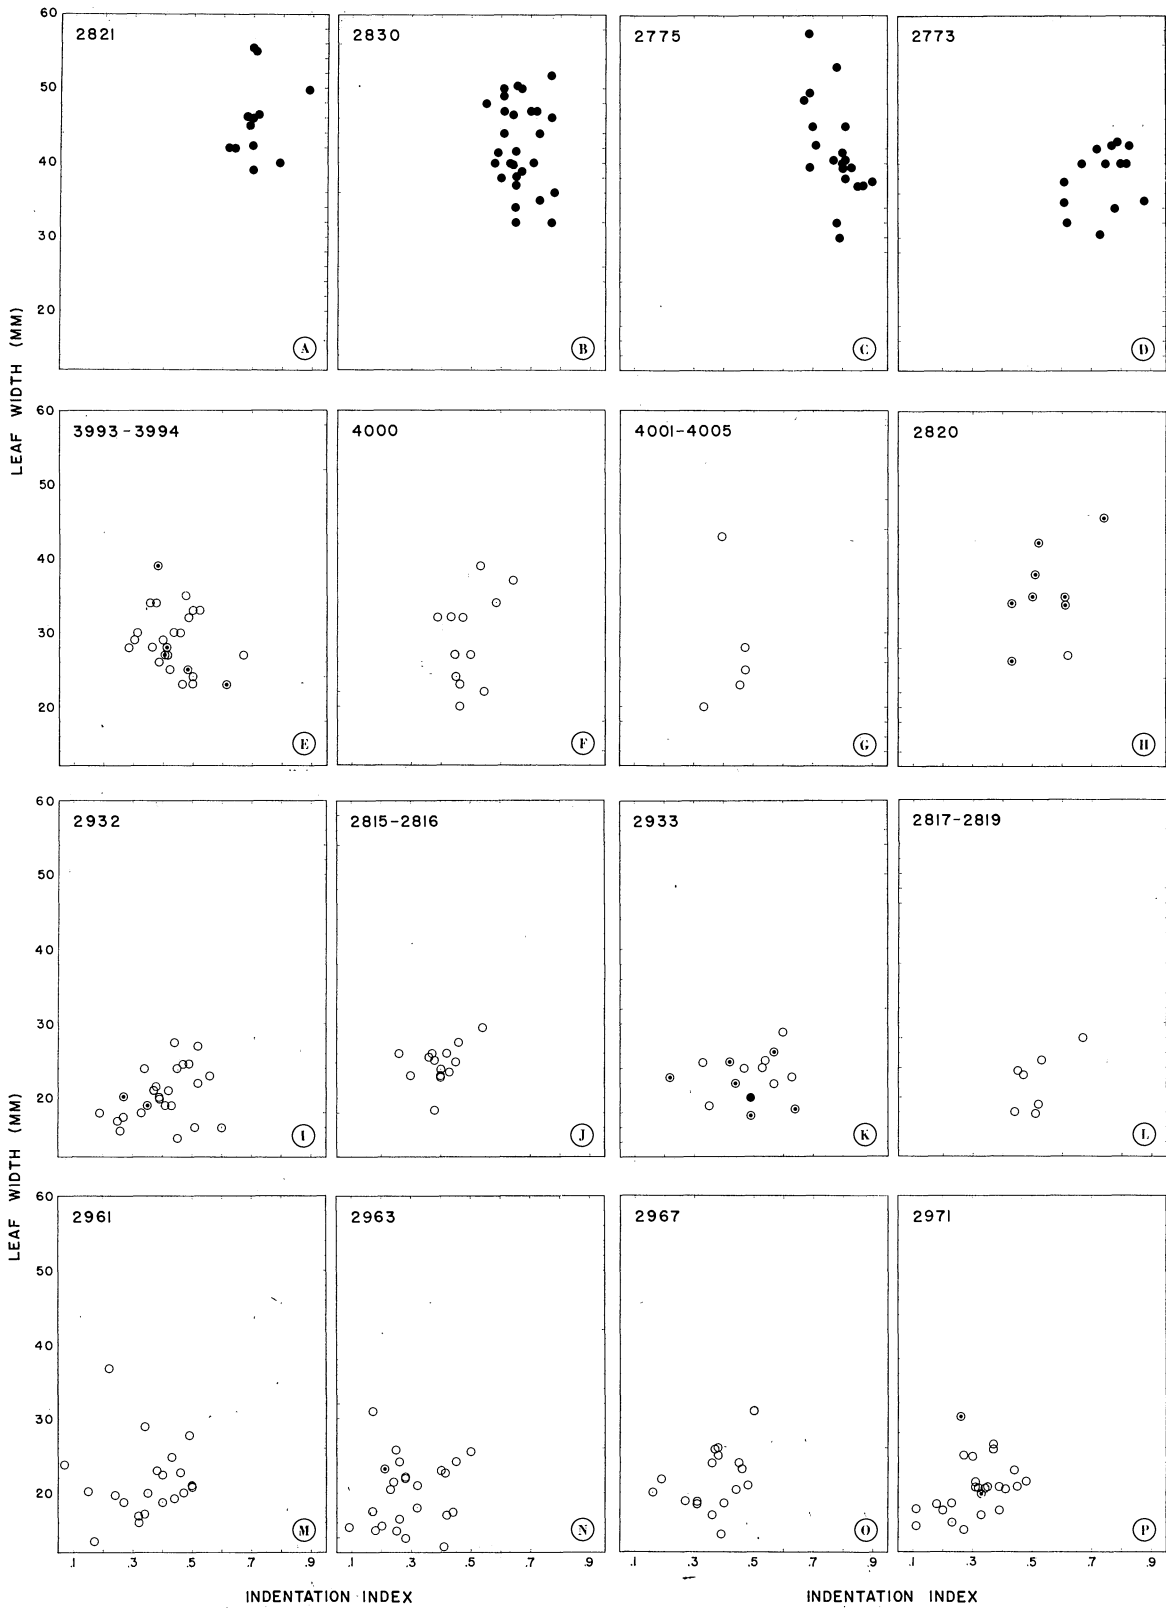 60
50
40
30
20
LEAF WIDTH (MM)
2821
A
2830
B
2775
C
2773
D
60
50
40
30
20
3993-3994
E
4000
F
4001-4005
G
2820
H
60
50
40
30
20
LEAF WIDTH (MM)
2932
I
2815-2816
J
2933
K
2817-2819
L
60
50
40
30
20
2961
M
2963
N
2967
O
2971
P
.1 .3 .5 .7 .9 .1 .3 .5 .7 .9 .1 .3 .5 .7 .9 .1 .3 .5 .7 .9
INDENTATION INDEX INDENTATION INDEX